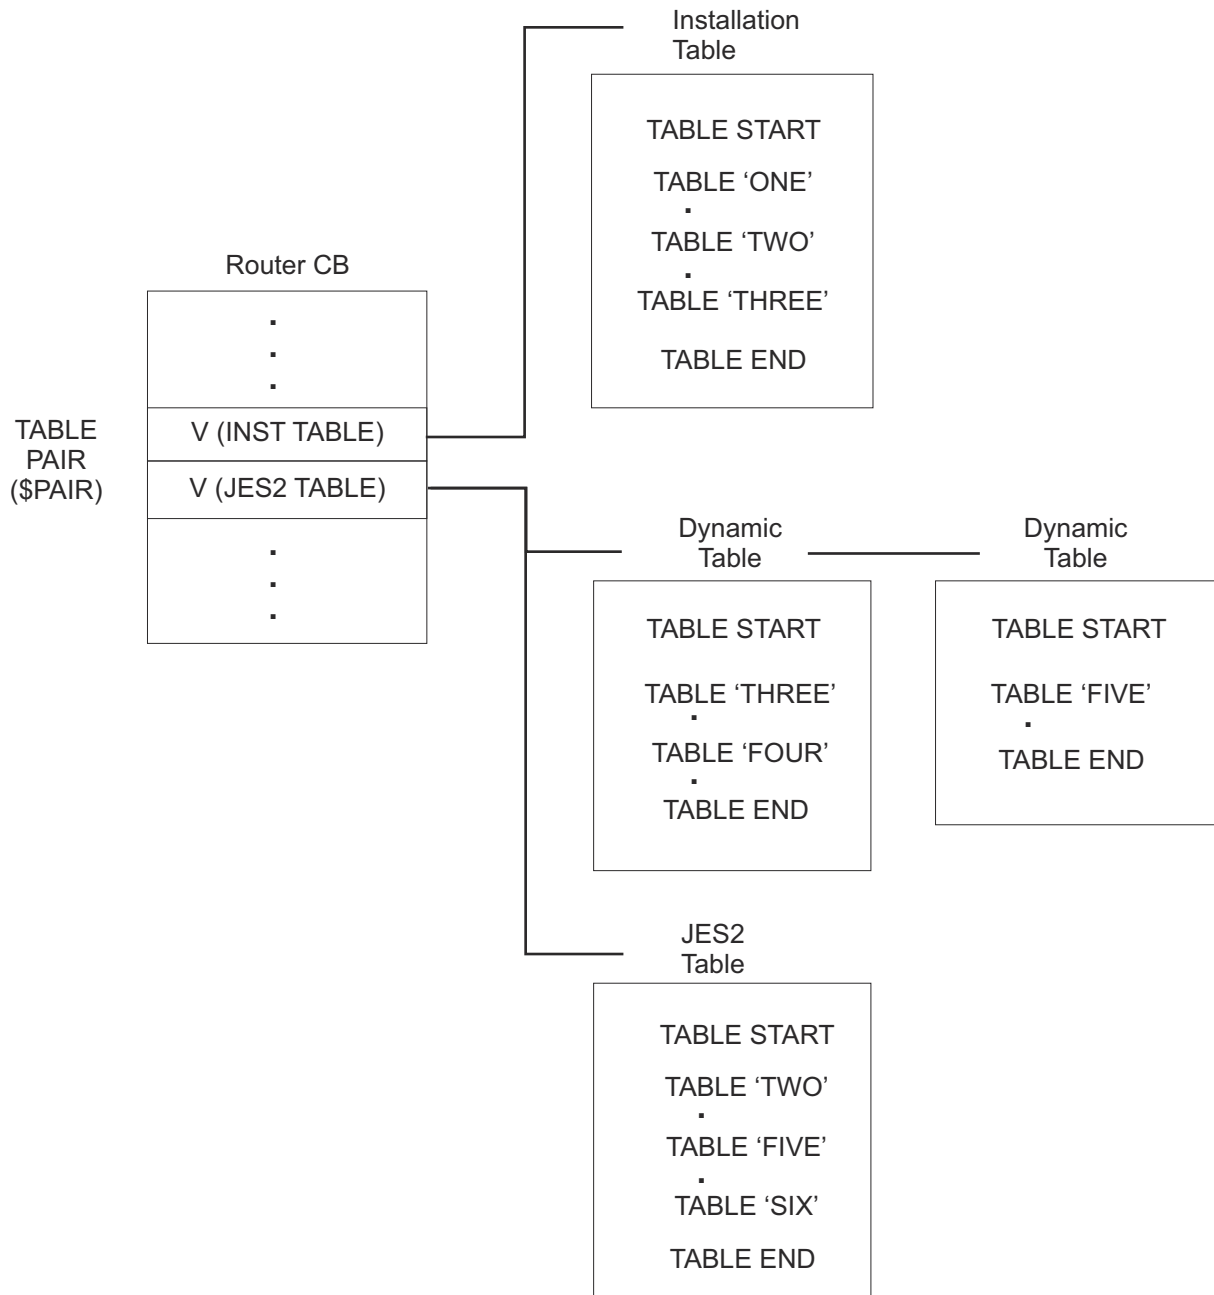 Installation
Table
TABLE START
TABLE ‘ONE’
.
TABLE ‘TWO’
.
TABLE ‘THREE’
TABLE END
Router CB
.
.
.
TABLE
PAIR
($PAIR)
V (INST TABLE)
V (JES2 TABLE)
.
.
.
Dynamic
Table
TABLE START
TABLE ‘THREE’
.
TABLE ‘FOUR’
.
TABLE END
Dynamic
Table
TABLE START
TABLE ‘FIVE’
.
TABLE END
JES2
Table
TABLE START
TABLE ‘TWO’
.
TABLE ‘FIVE’
.
TABLE ‘SIX’
TABLE END